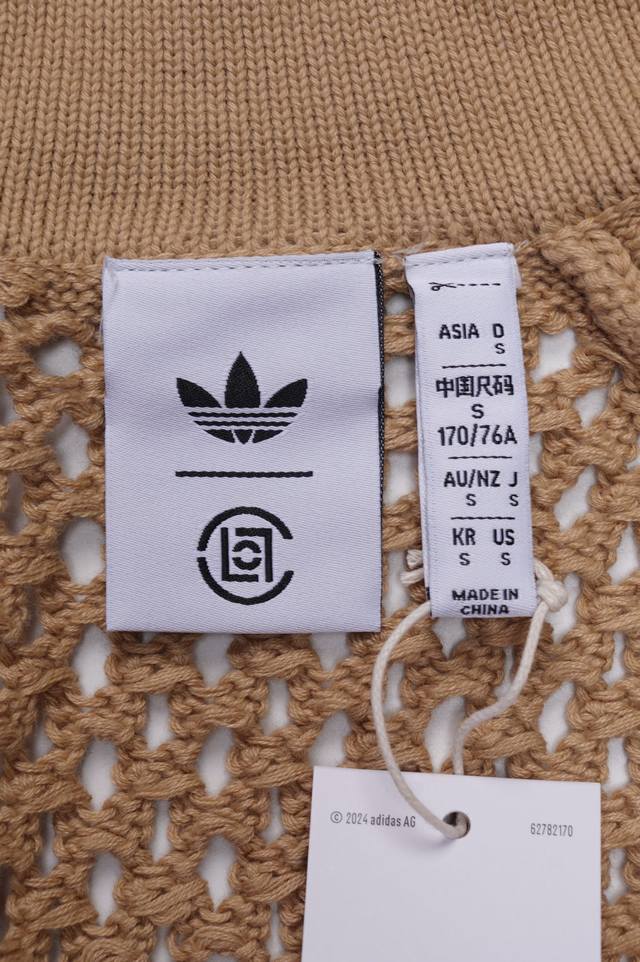 ASIA D
S
中国尺码
S
170/76A
AU/NZ J
S S
KR US
S S
MADE IN
CHINA
© 2024 adidas AG
62782170